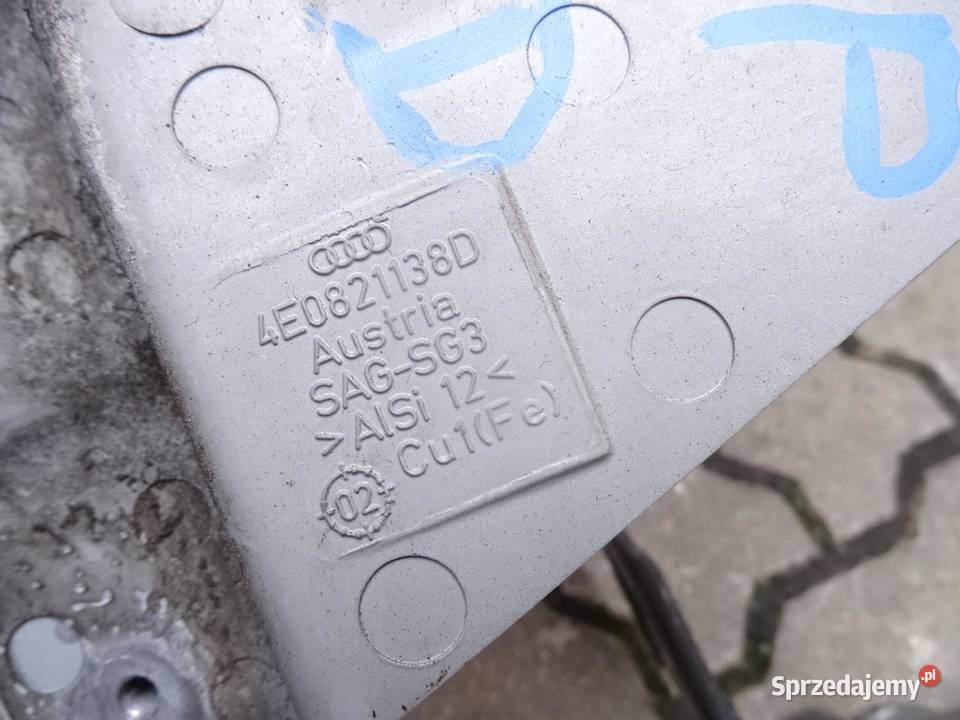 4E0821138D
Austria
SAG-SG3
>AlSi 12<
Cu1(Fe)
02
Sprzedajemy.pl